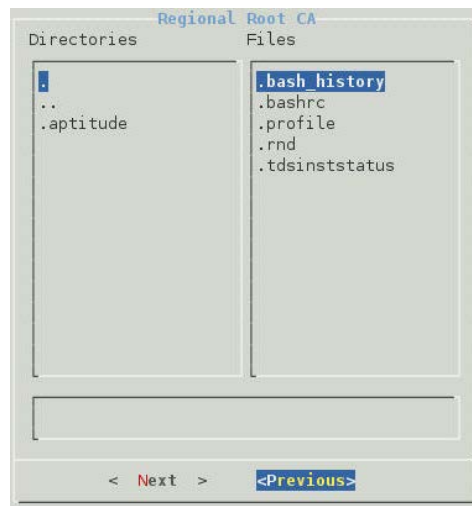 Regional Root CA
Directories Files
. .bash_history
.. .bashrc
.aptitude .profile
.rnd
.tdsinststatus
< Next > <Previous>